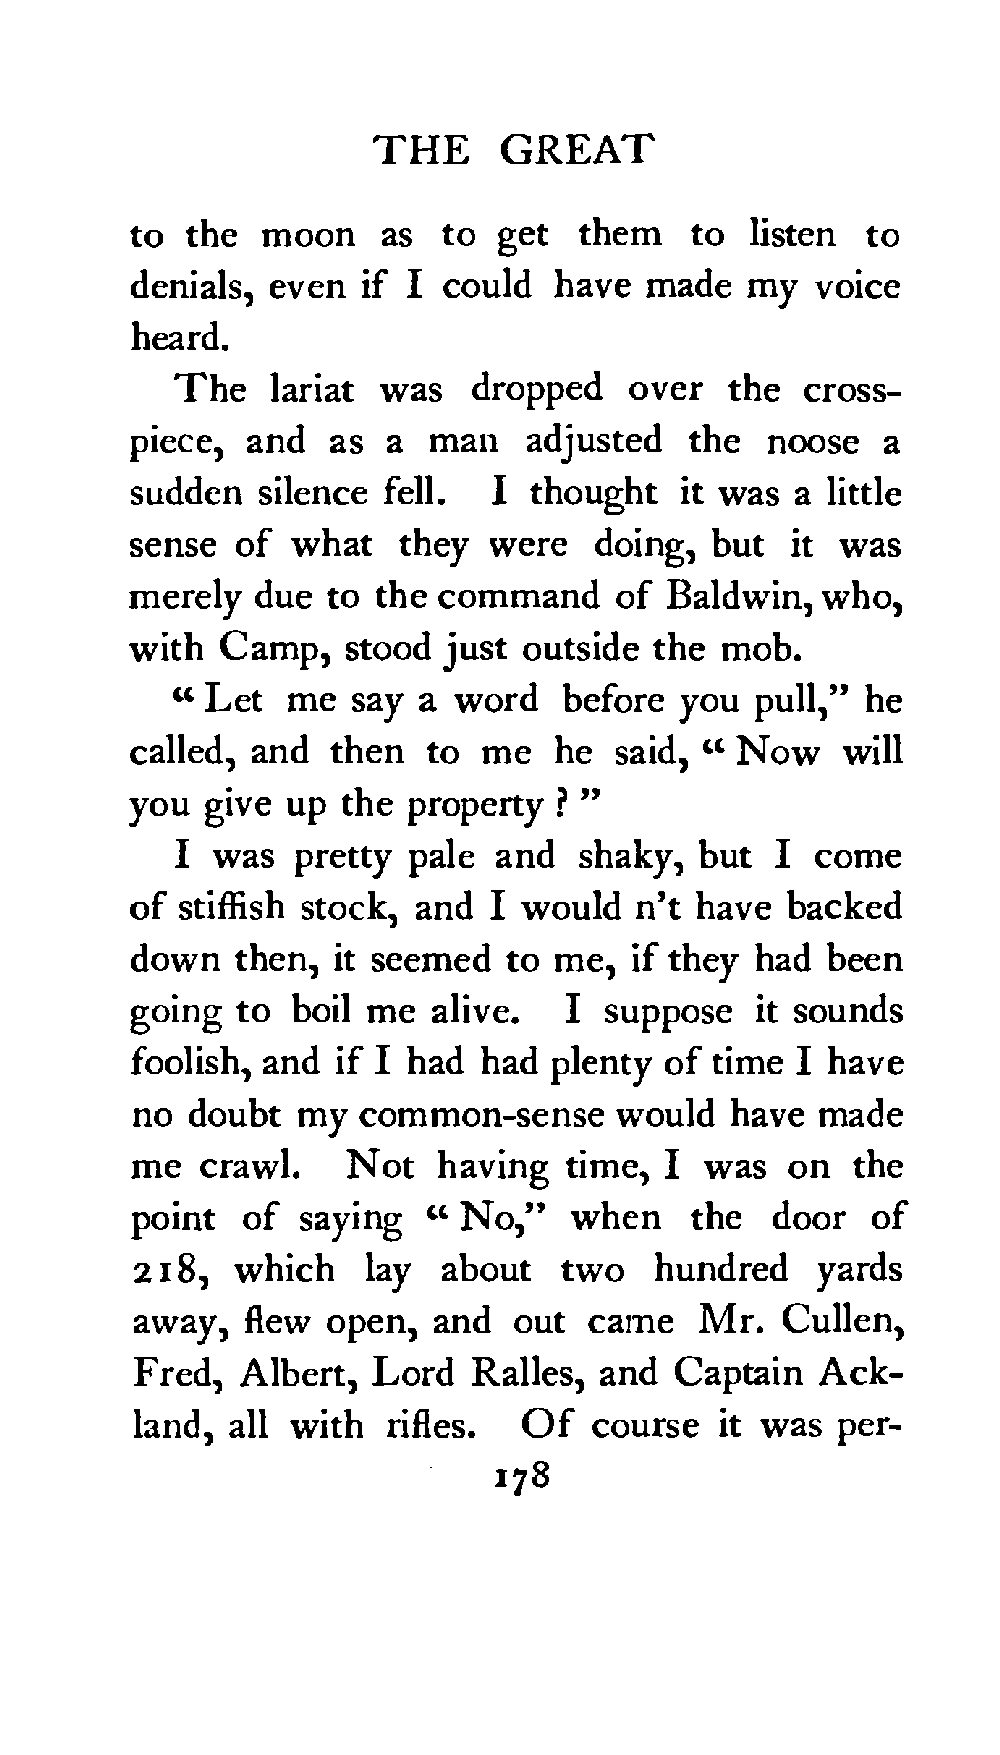 THE GREAT
to the moon as to get them to listen to
denials, even if I could have made my voice
heard.
The lariat was dropped over the cross-
piece, and as a man adjusted the noose a
sudden silence fell. I thought it was a little
sense of what they were doing, but it was
merely due to the command of Baldwin, who,
with Camp, stood just outside the mob.
“ Let me say a word before you pull,” he
called, and then to me he said, “ Now will
you give up the property ? ”
I was pretty pale and shaky, but I come
of stiffish stock, and I would n’t have backed
down then, it seemed to me, if they had been
going to boil me alive. I suppose it sounds
foolish, and if I had had plenty of time I have
no doubt my common-sense would have made
me crawl. Not having time, I was on the
point of saying “ No,” when the door of
218, which lay about two hundred yards
away, flew open, and out came Mr. Cullen,
Fred, Albert, Lord Ralles, and Captain Ack-
land, all with rifles. Of course it was per-
178